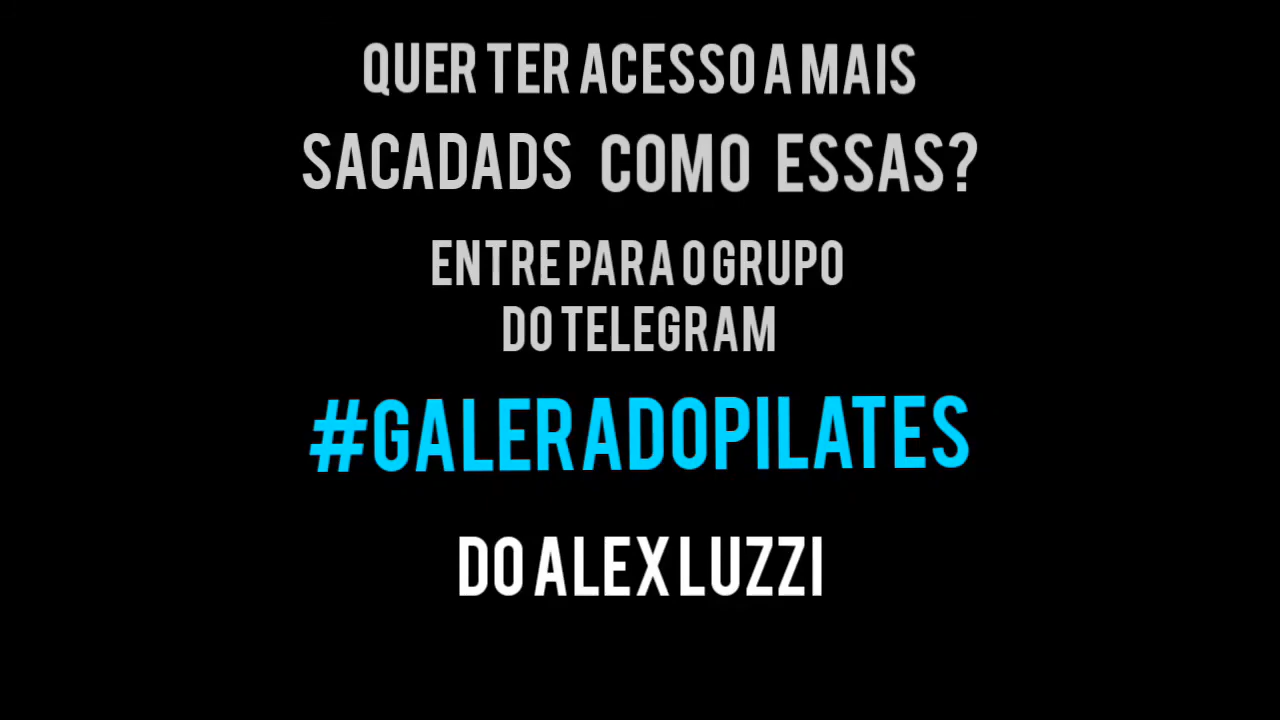 QUER TER ACESSO A MAIS
SACADADS COMO ESSAS?
ENTRE PARA O GRUPO
DO TELEGRAM
#GALERADOPILATES
DO ALEX LUZZI